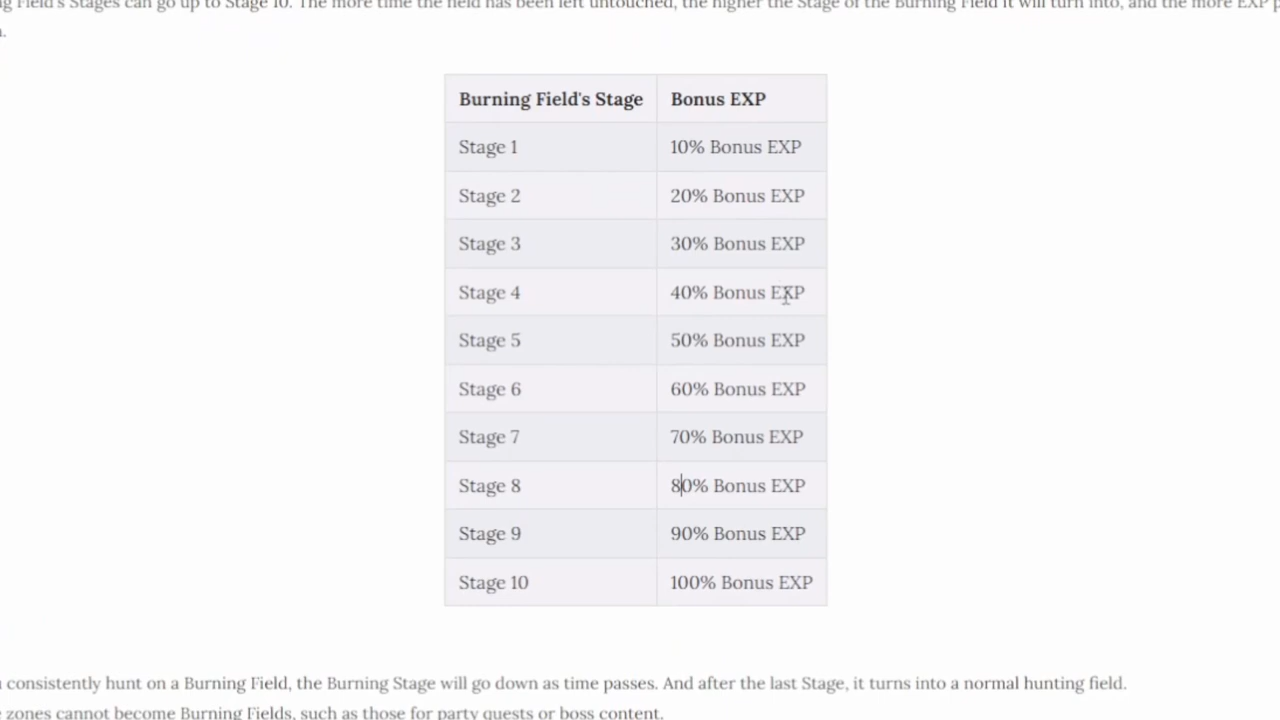 Field's Stages can go up to Stage 10. The more time the field has been left untouched, the higher the Stage of the Burning Field it will turn into, and the more EXP
Burning Field's Stage Bonus EXP
Stage 1 10% Bonus EXP
Stage 2 20% Bonus EXP
Stage 3 30% Bonus EXP
Stage 4 40% Bonus EXP
Stage 5 50% Bonus EXP
Stage 6 60% Bonus EXP
Stage 7 70% Bonus EXP
Stage 8 80% Bonus EXP
Stage 9 90% Bonus EXP
Stage 10 100% Bonus EXP
consistently hunt on a Burning Field, the Burning Stage will go down as time passes. And after the last Stage, it turns into a normal hunting field.
zones cannot become Burning Fields, such as those for party quests or boss content.